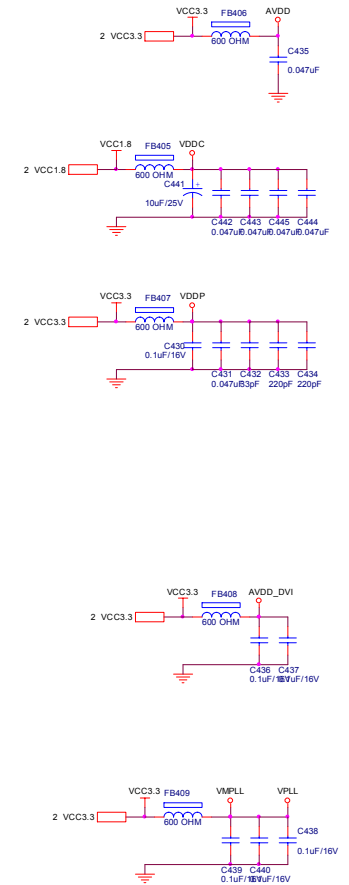 VCC3.3 FB406 AVDD
2 VCC3.3
600 OHM
C435
0.047uF
VCC1.8 FB405 VDDC
2 VCC1.8
600 OHM
C441
+
10uF/25V
C442 C443 C445 C444
0.047uF 0.047uF 0.047uF 0.047uF
VCC3.3 FB407 VDDP
2 VCC3.3
600 OHM
C430
0.1uF/16V
C431 C432 C433 C434
0.047uF 33pF 220pF 220pF
VCC3.3 FB408 AVDD_DVI
2 VCC3.3
600 OHM
C436 C437
0.1uF/16V 0.1uF/16V
VCC3.3 FB409 VMPLL VPLL
2 VCC3.3
600 OHM
C438
0.1uF/16V
C439 C440
0.1uF/16V 0.1uF/16V